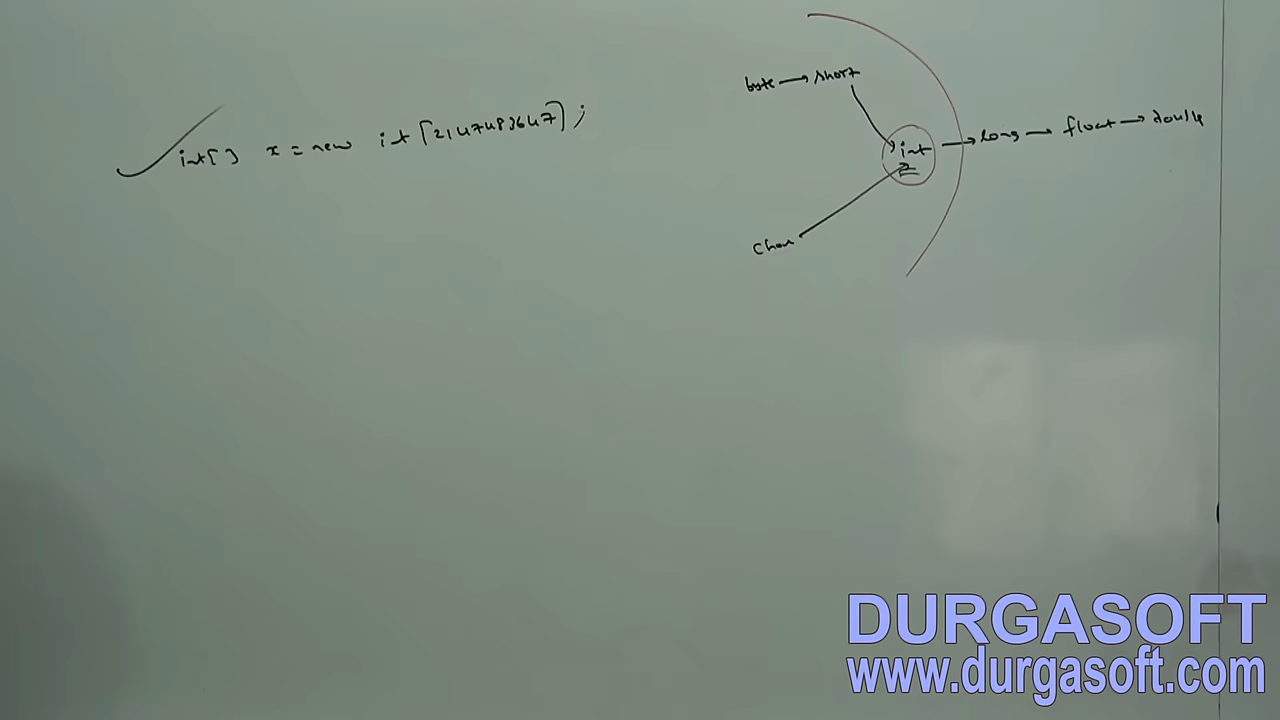 int[] x = new int[2147483647];
byte → short
int → long → float → double
char
DURGASOFT
www.durgasoft.com